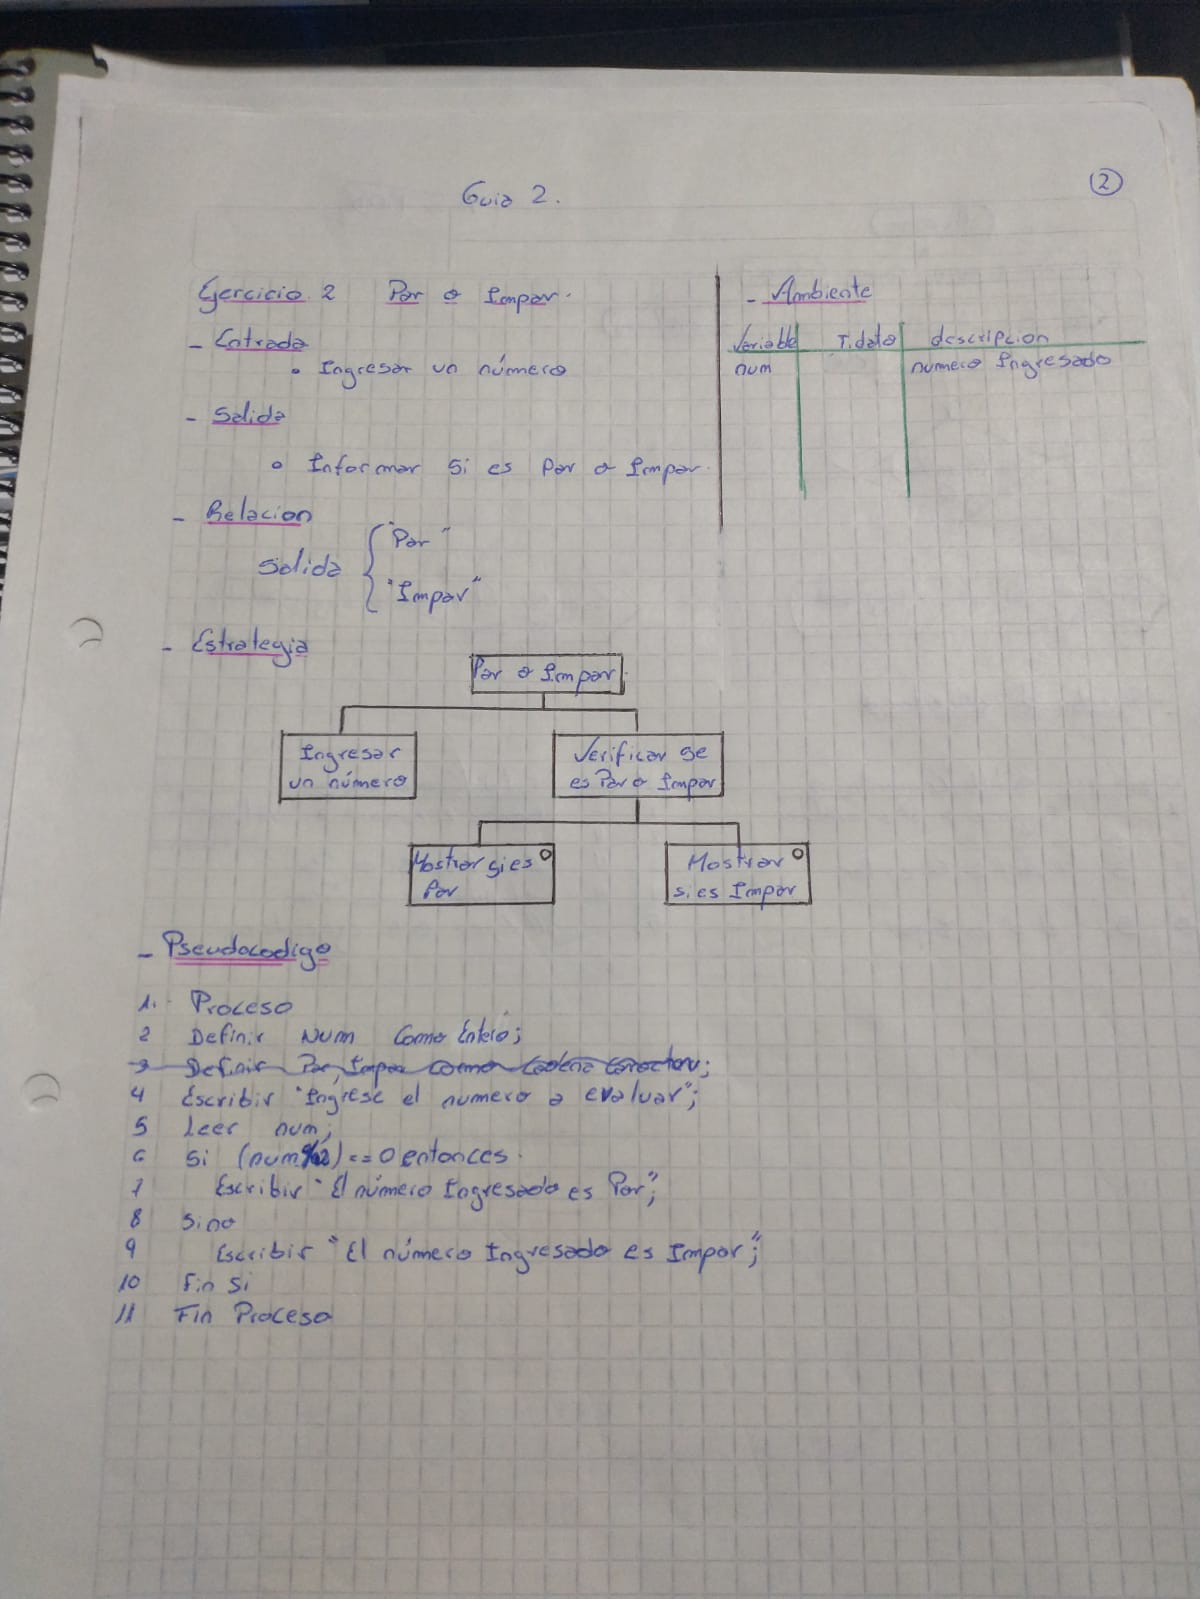 Guia 2.
2
Ejercicio 2 Par o Impar.
- Entrada
• Ingresar un número
- Salida
o Informar si es Par o Impar.
- Relacion
Salida
"Par"
"Impar"
- Ambiente
Variable T.dato descripcion
num numero Ingresado
- Estrategia
Par o Impar
Ingresar
un número
Verificar se
es Par o Impar
Mostrar si es
Par
Mostrar
si es Impar
- Pseudocodigo
1. Proceso
2 Definir Num Como Entero;
3 Definir Par, Impar como Cadena
4 Escribir "Ingrese el numero a evaluar";
5 Leer num;
6 Si (num%2)==0 entonces.
7 Escribir "El número Ingresado es Par";
8 Sino
9 Escribir "El número Ingresado es Impar";
10 Fin Si
11 Fin Proceso